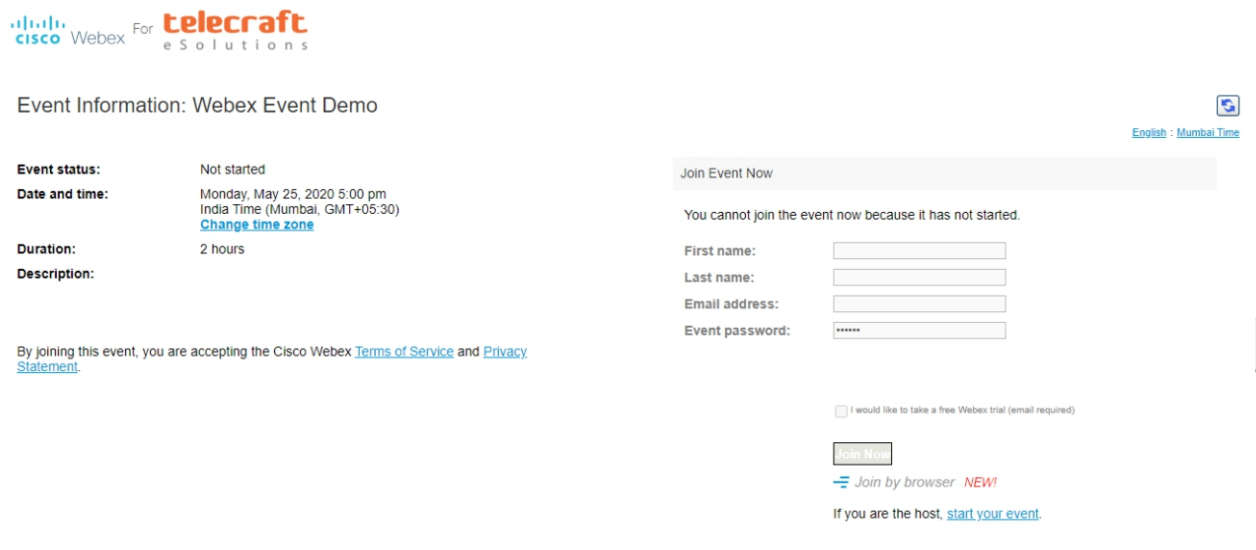 cisco Webex For telecraft
eSolutions
Event Information: Webex Event Demo
English : Mumbai Time
Event status: Not started
Date and time: Monday, May 25, 2020 5:00 pm
India Time (Mumbai, GMT+05:30)
Change time zone
Duration: 2 hours
Description:
By joining this event, you are accepting the Cisco Webex Terms of Service and Privacy
Statement.
Join Event Now
You cannot join the event now because it has not started.
First name:
Last name:
Email address:
Event password: ••••••
I would like to take a free Webex trial (email required)
Join Now
Join by browser NEW!
If you are the host, start your event.